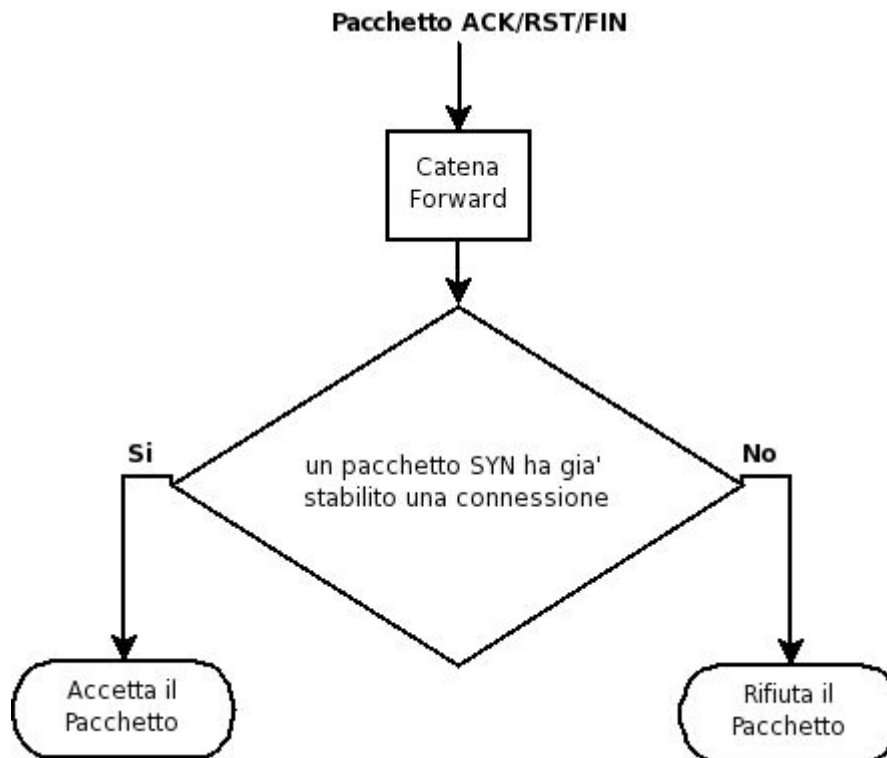 Pacchetto ACK/RST/FIN
Catena
Forward
Si
No
un pacchetto SYN ha gia'
stabilito una connessione
Accetta il
Pacchetto
Rifiuta il
Pacchetto